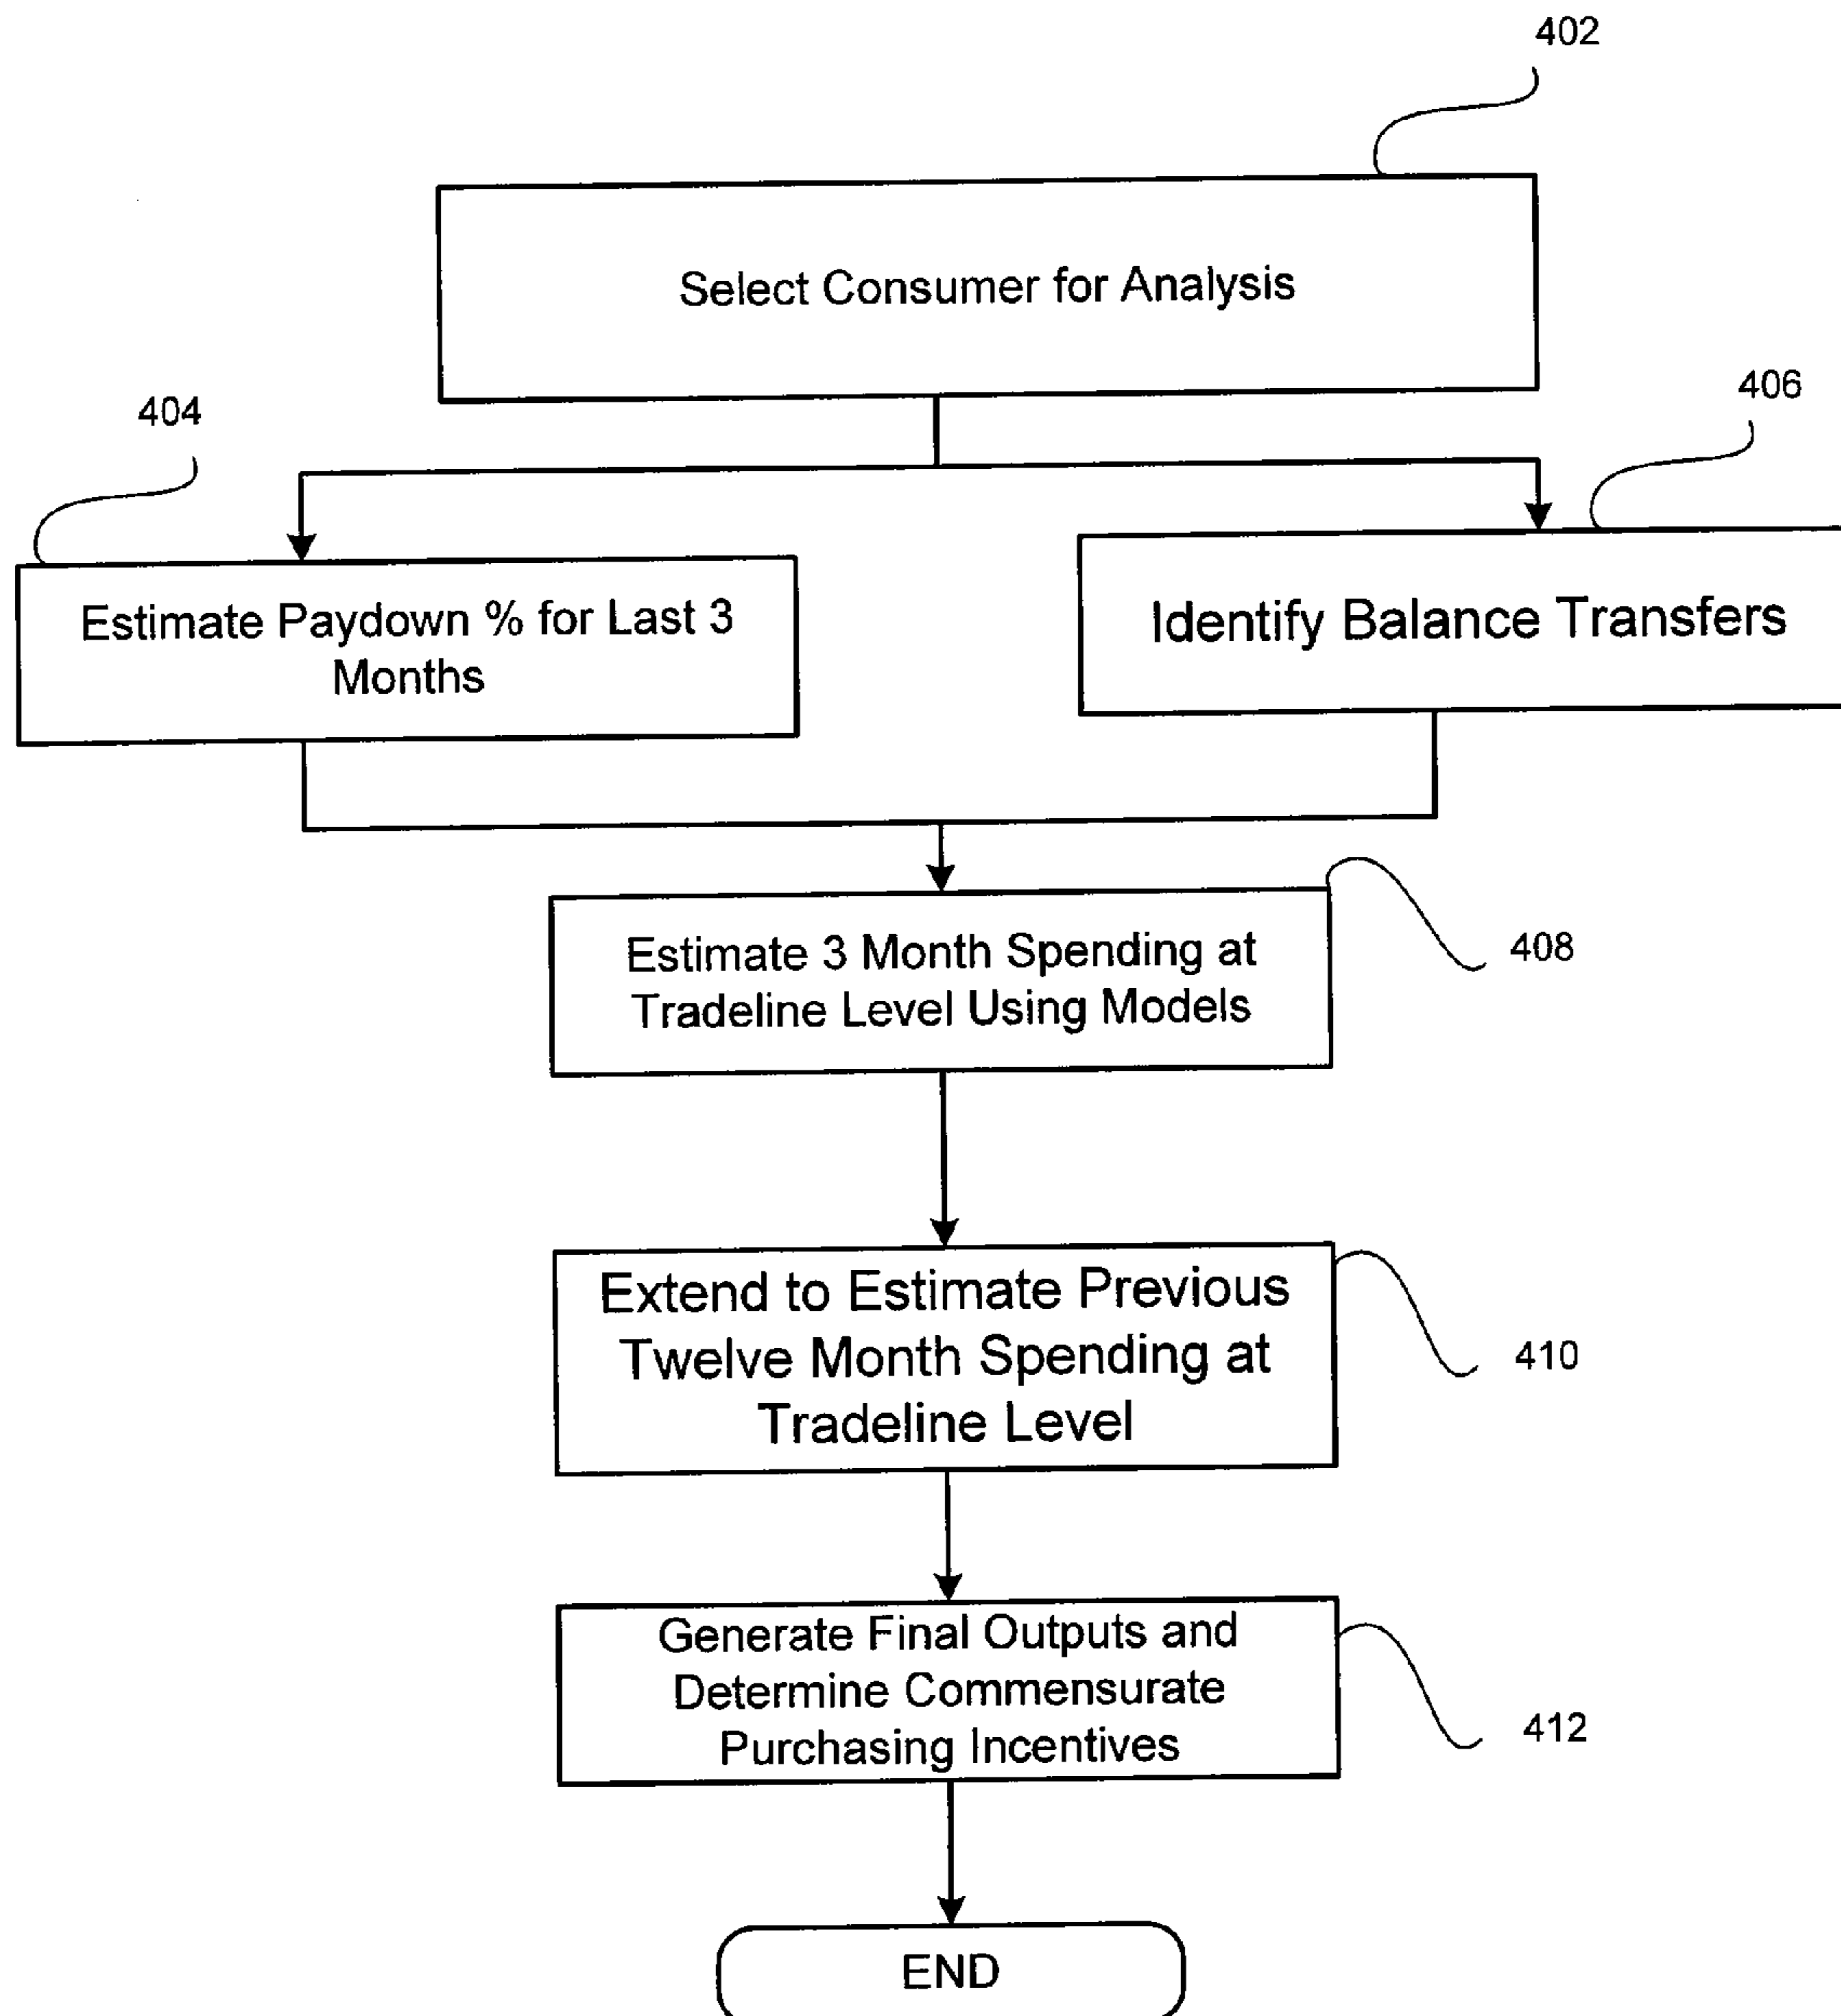 402
Select Consumer for Analysis
404
406
Estimate Paydown % for Last 3
Months
Identify Balance Transfers
Estimate 3 Month Spending at
Tradeline Level Using Models
408
Extend to Estimate Previous
Twelve Month Spending at
Tradeline Level
410
Generate Final Outputs and
Determine Commensurate
Purchasing Incentives
412
END